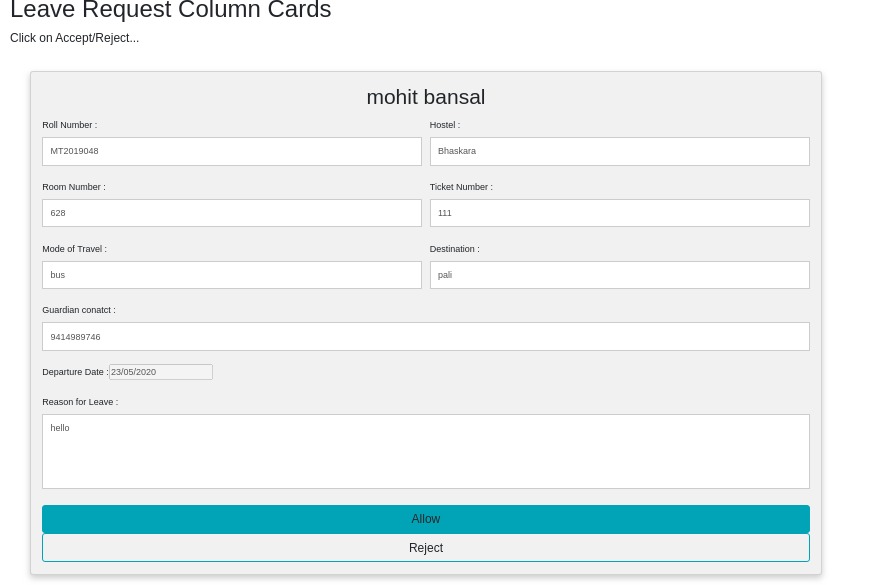 Leave Request Column Cards
Click on Accept/Reject...
mohit bansal
Roll Number :
Hostel :
MT2019048
Bhaskara
Room Number :
Ticket Number :
628
111
Mode of Travel :
Destination :
bus
pali
Guardian conatct :
9414989746
Departure Date : 23/05/2020
Reason for Leave :
hello
Allow
Reject